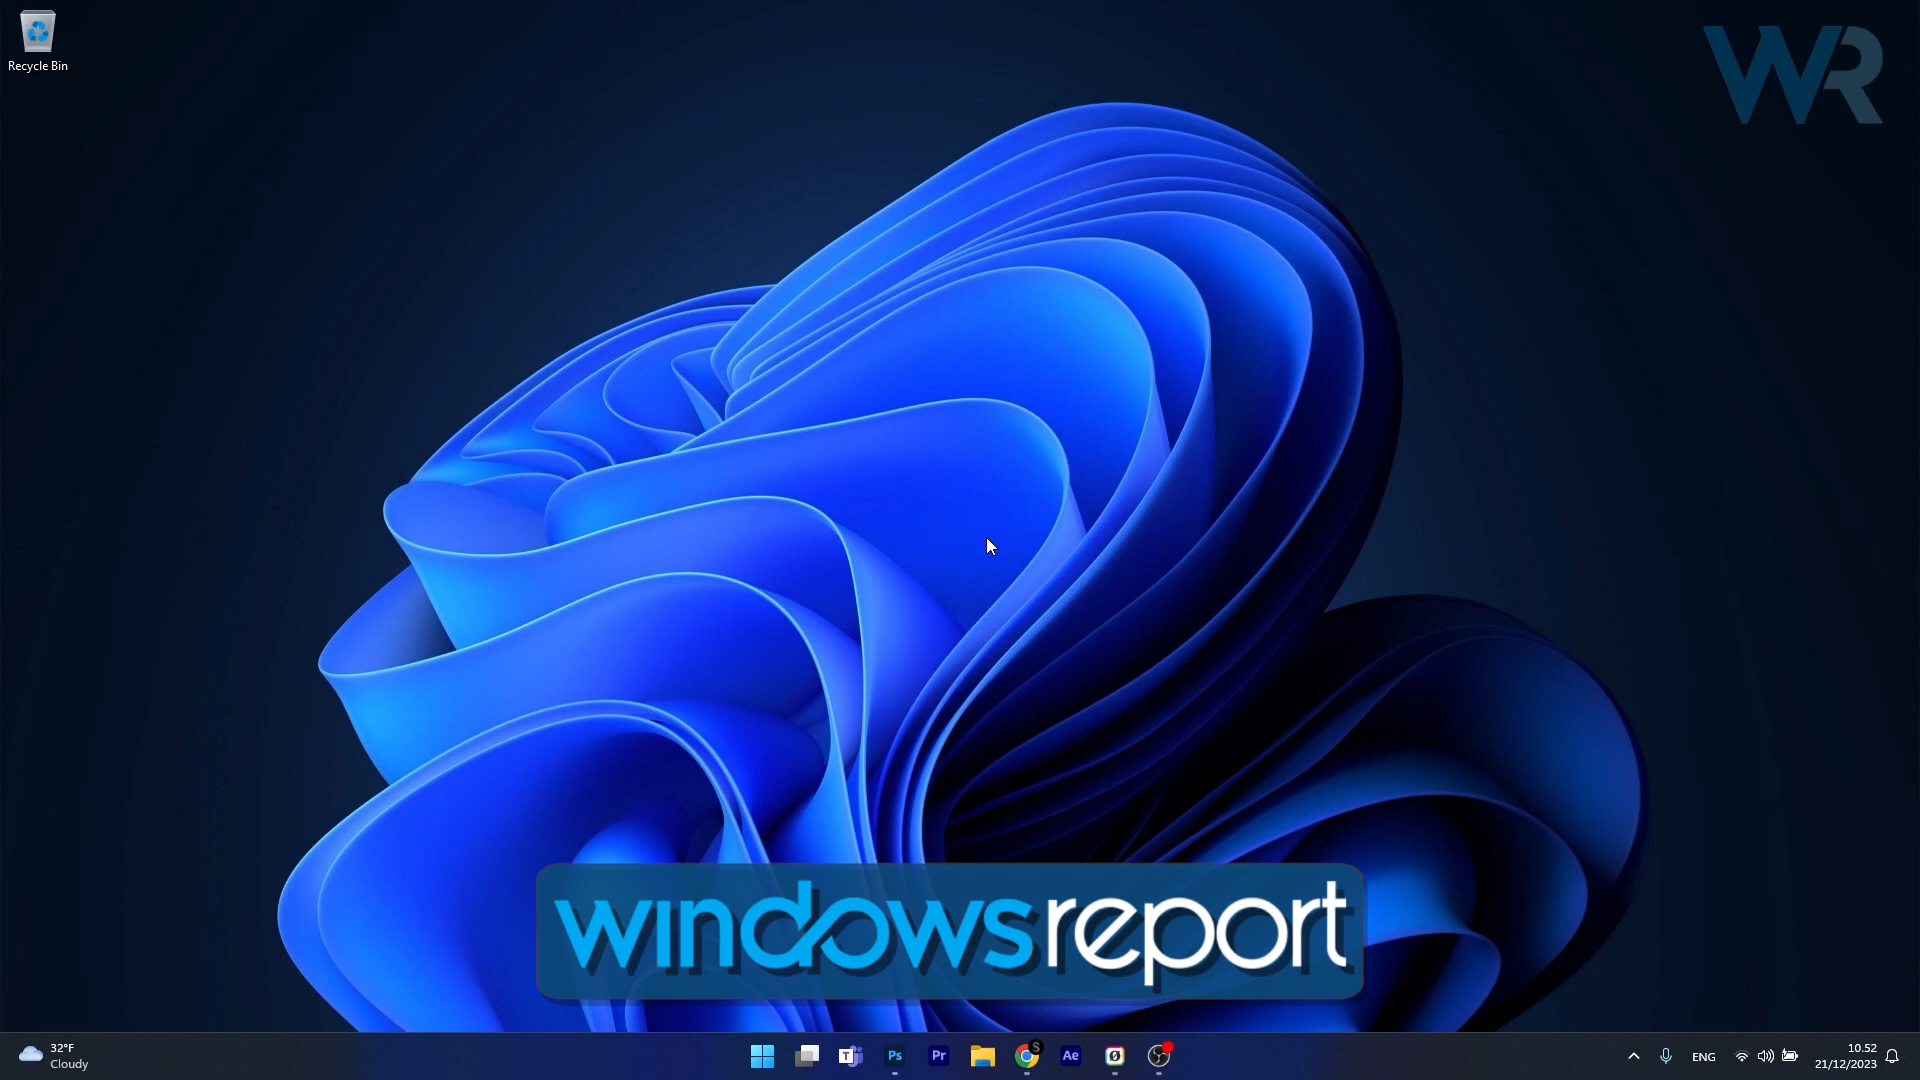 Recycle Bin
WR
windowsreport
32°F
Cloudy
T
Ps
Pr
S
Ae
ENG
10.52
21/12/2023